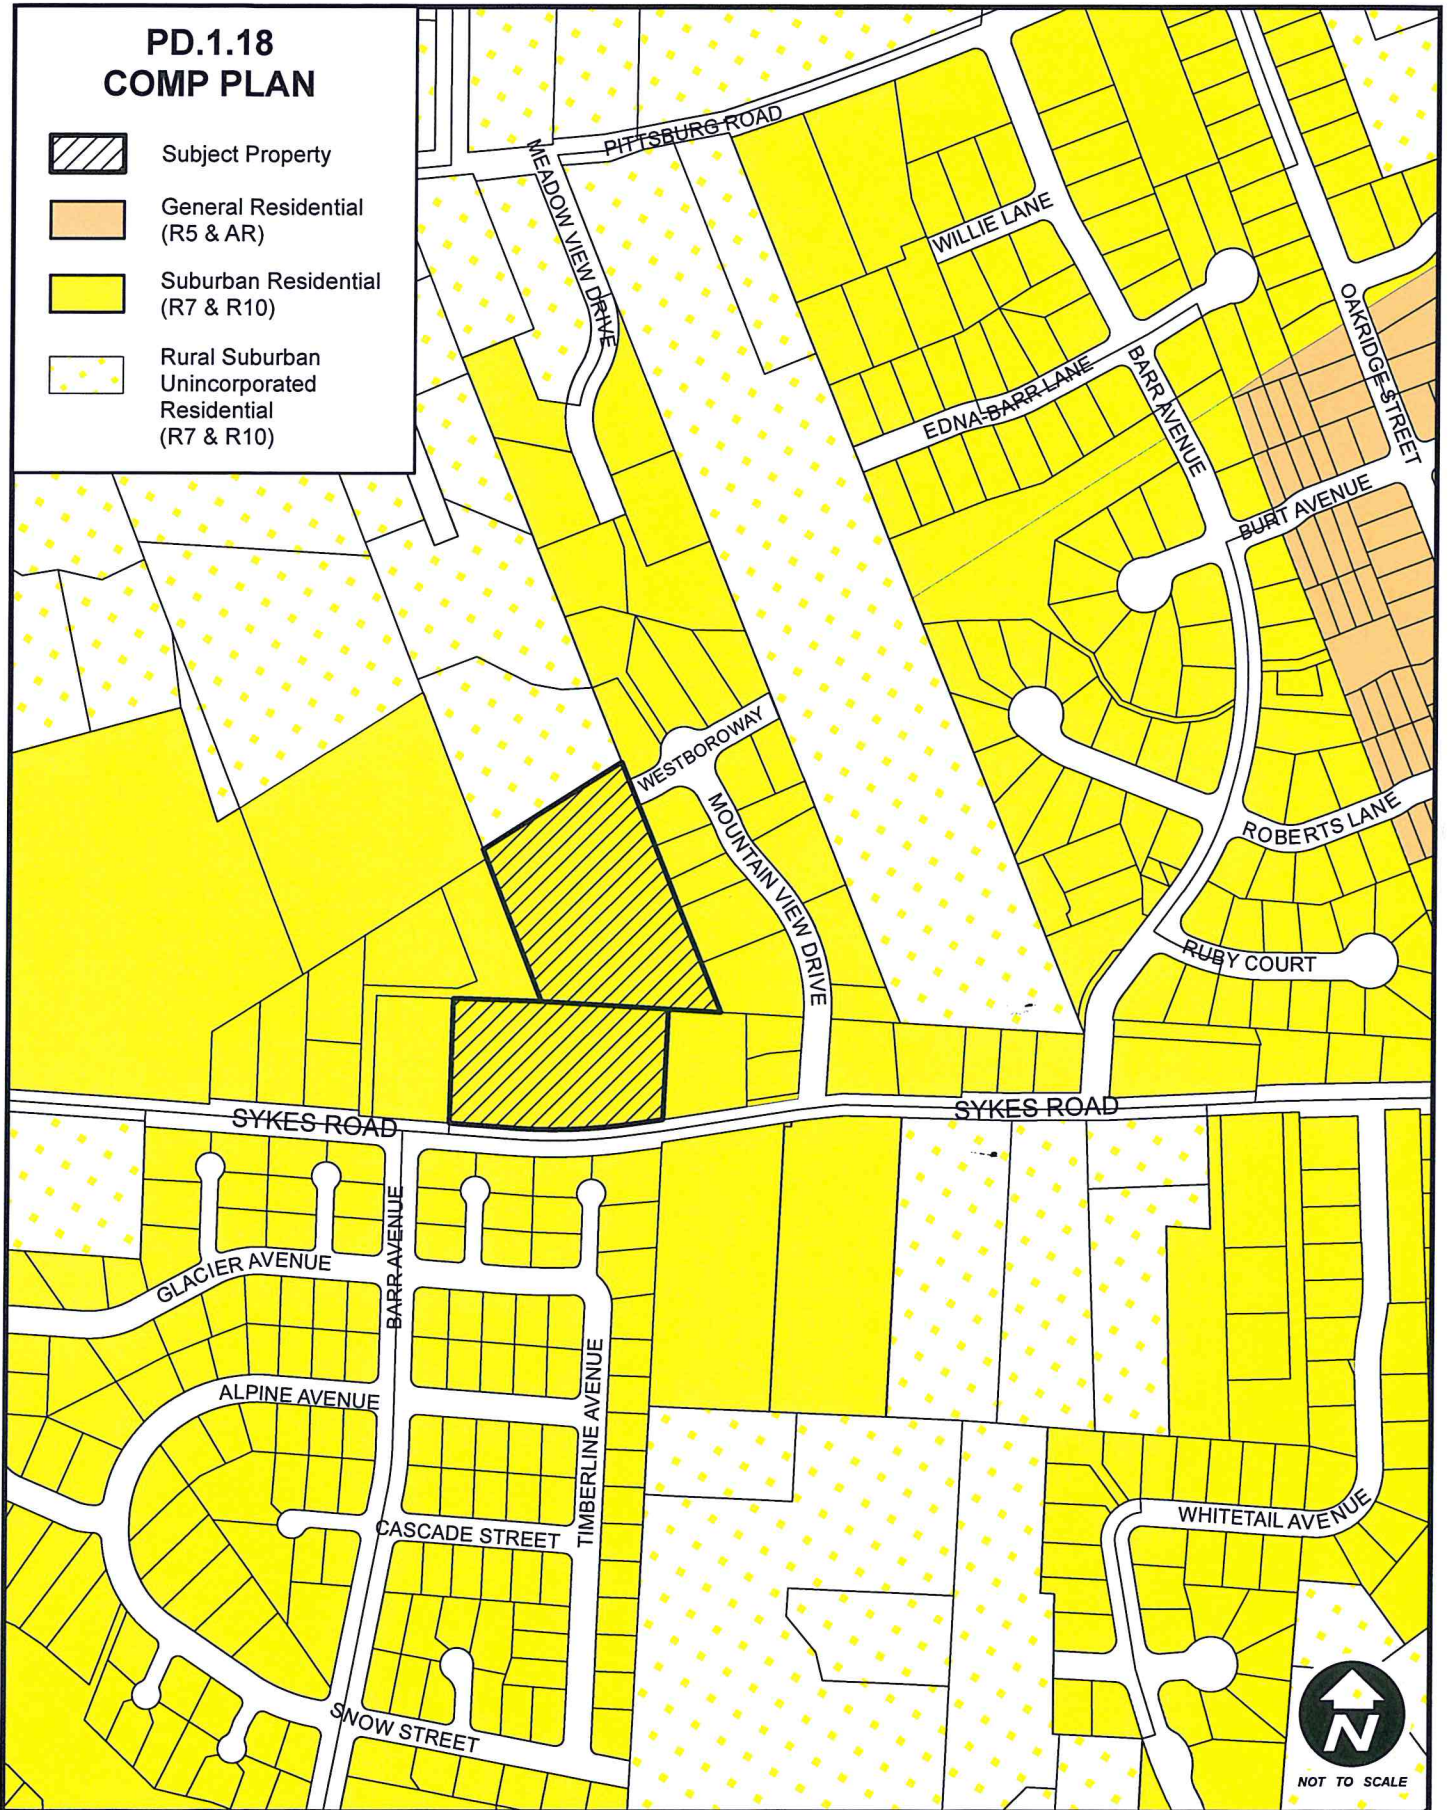 PD.1.18
COMP PLAN
Subject Property
General Residential
(R5 & AR)
Suburban Residential
(R7 & R10)
Rural Suburban
Unincorporated
Residential
(R7 & R10)
PITTSBURG ROAD
MEADOW VIEW DRIVE
WILLIE LANE
OAKRIDGE STREET
EDNA BARR LANE
BARR AVENUE
BURT AVENUE
WESTBORO WAY
MOUNTAIN VIEW DRIVE
ROBERTS LANE
RUBY COURT
SYKES ROAD
SYKES ROAD
BARR AVENUE
GLACIER AVENUE
ALPINE AVENUE
TIMBERLINE AVENUE
CASCADE STREET
WHITETAIL AVENUE
SNOW STREET
N
NOT TO SCALE